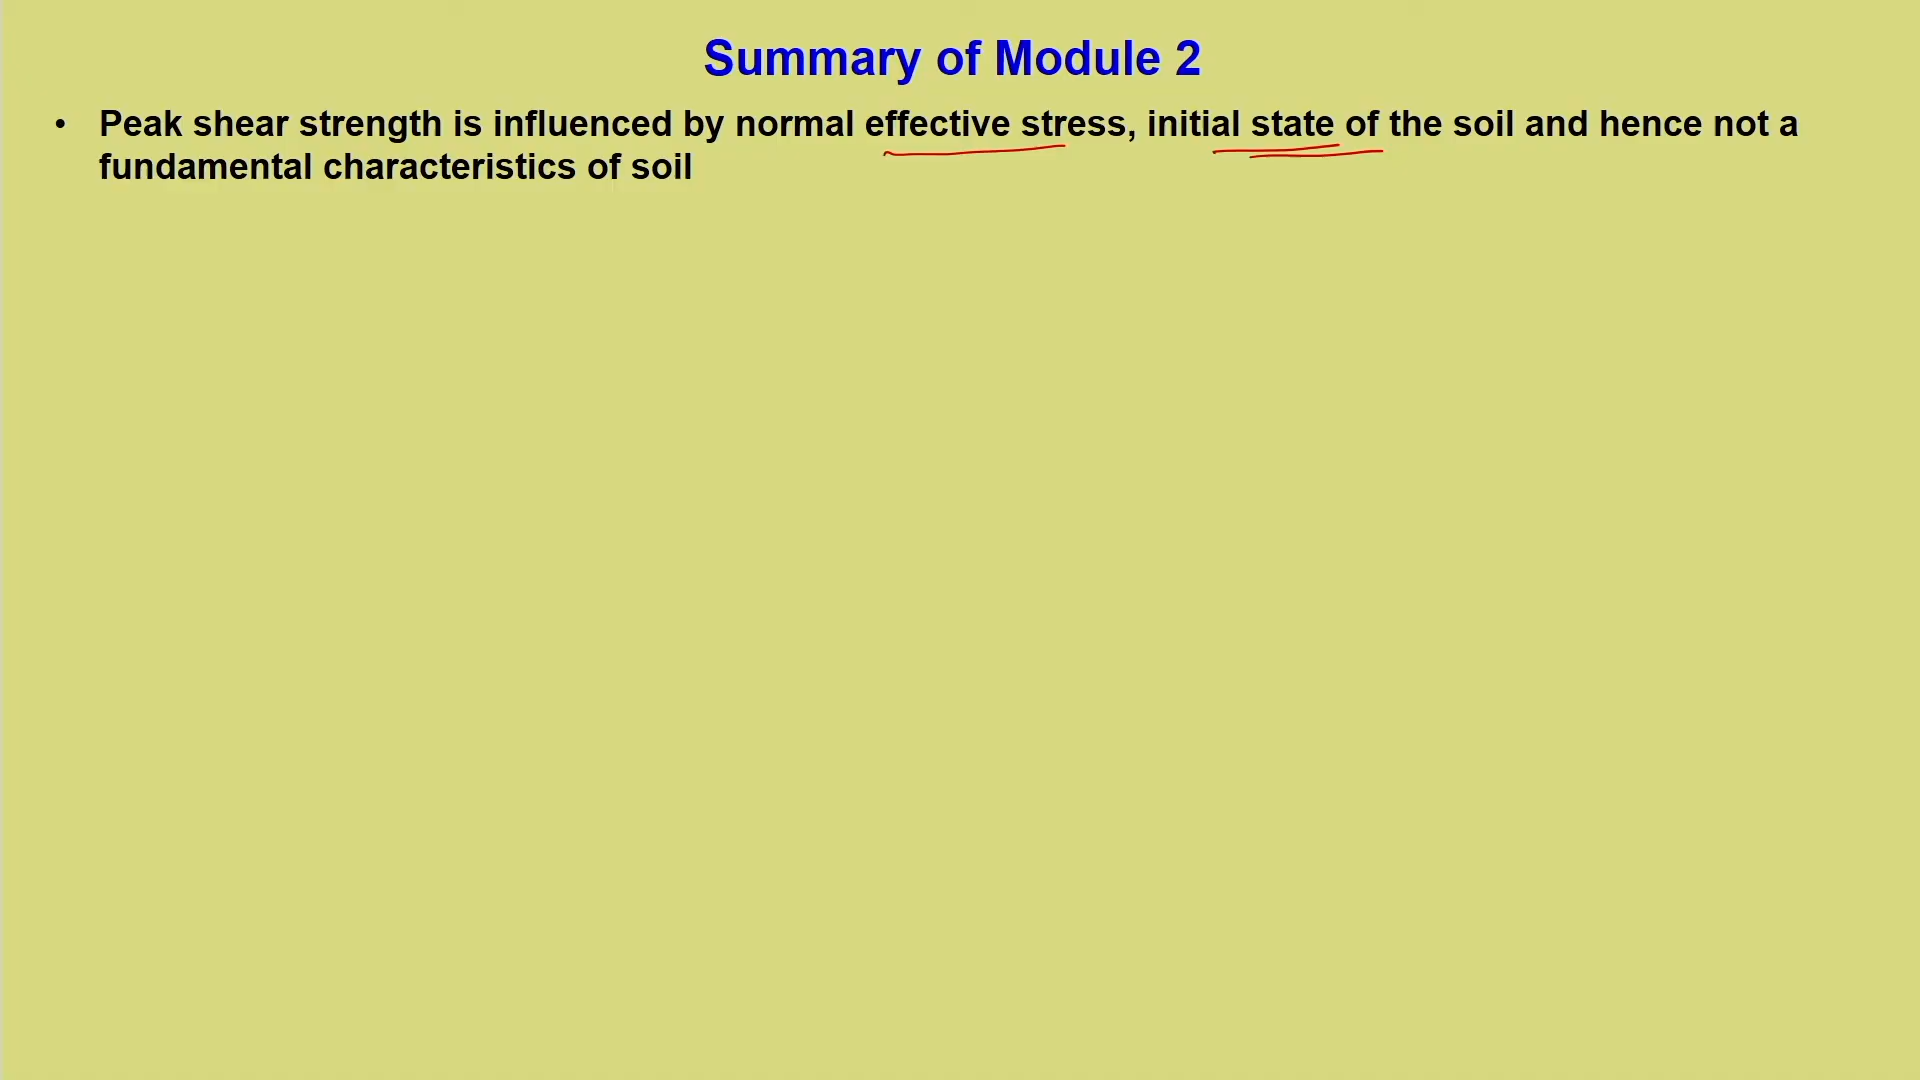 Summary of Module 2
• Peak shear strength is influenced by normal effective stress, initial state of the soil and hence not a
fundamental characteristics of soil